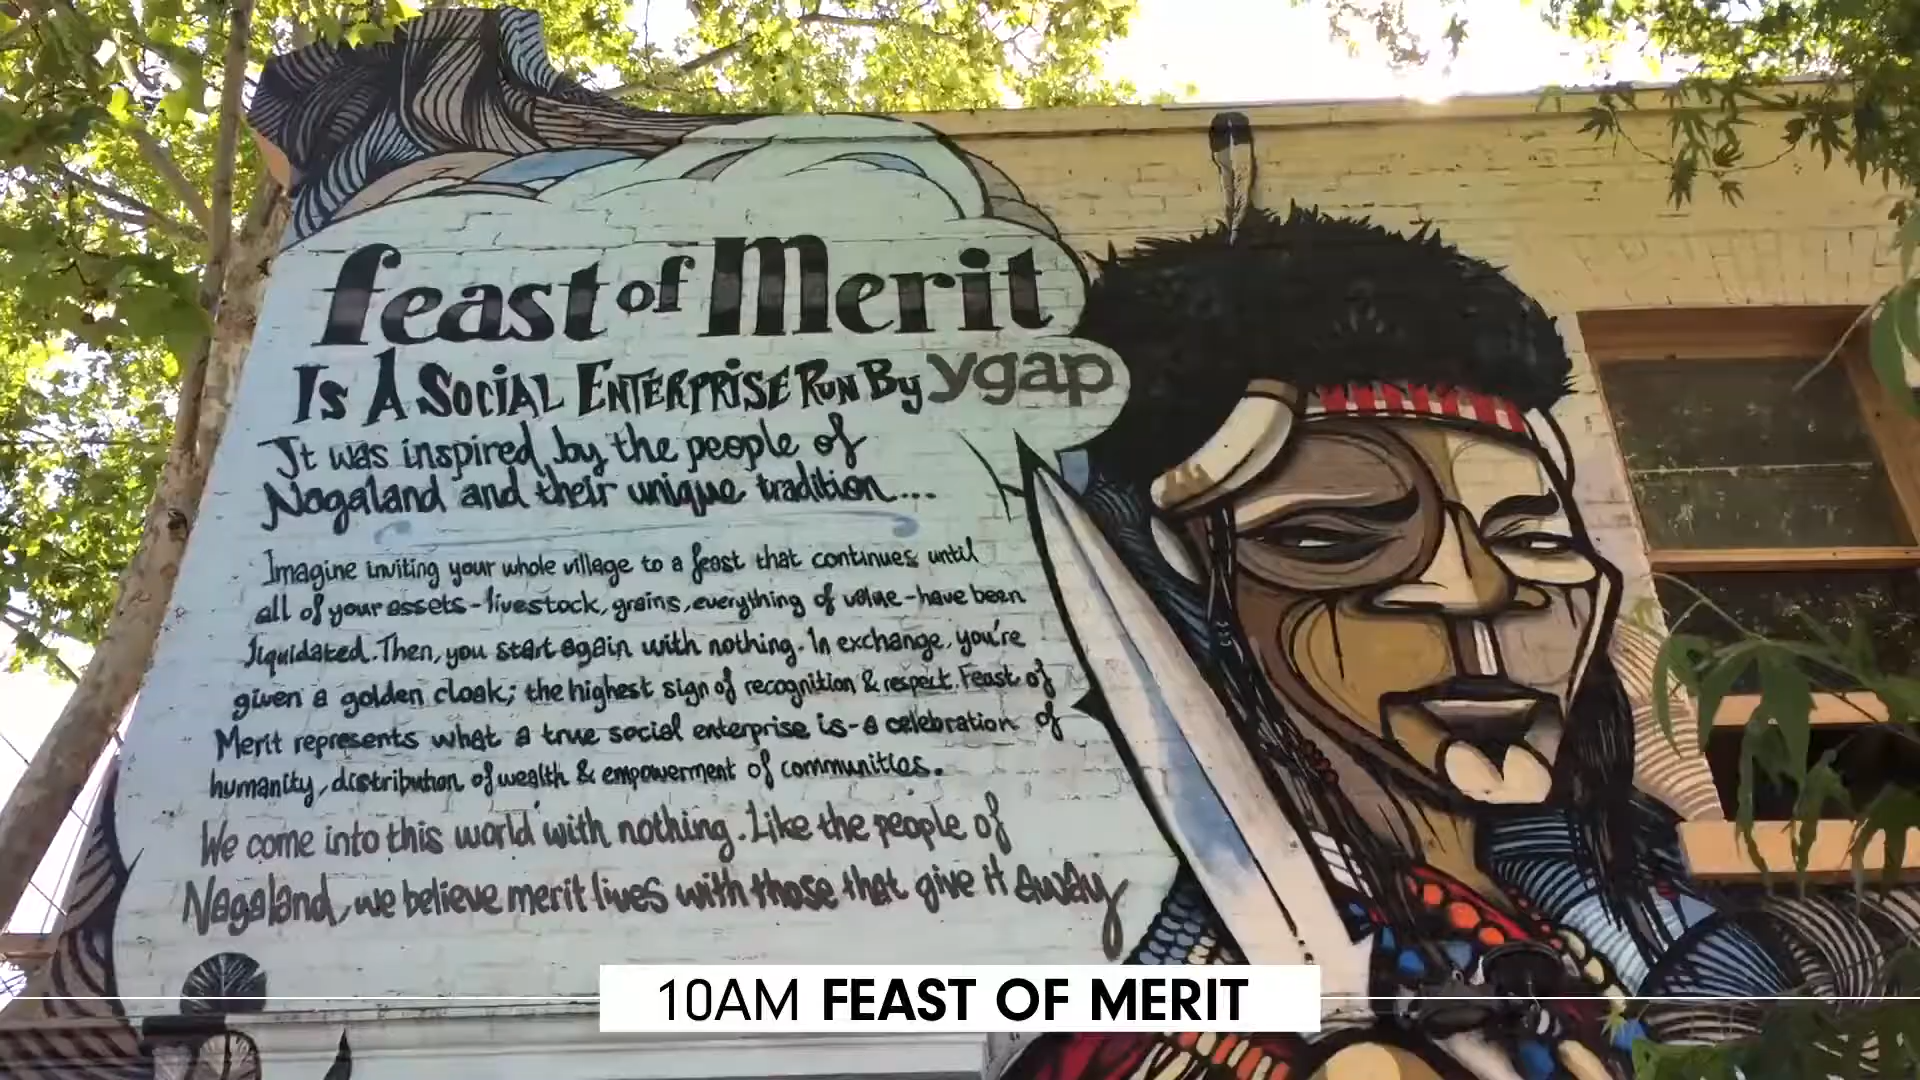 feast of Merit
Is A Social Enterprise Run By ygap
It was inspired by the people of
Nagaland and their unique tradition...
Imagine inviting your whole village to a feast that continues until
all of your assets - livestock, grains, everything of value - have been
liquidated. Then, you start again with nothing. In exchange, you're
given a golden cloak; the highest sign of recognition & respect. Feast of
Merit represents what a true social enterprise is - a celebration of
humanity, distribution of wealth & empowerment of communities.
We come into this world with nothing. Like the people of
Nagaland, we believe merit lives with those that give it away
10AM FEAST OF MERIT